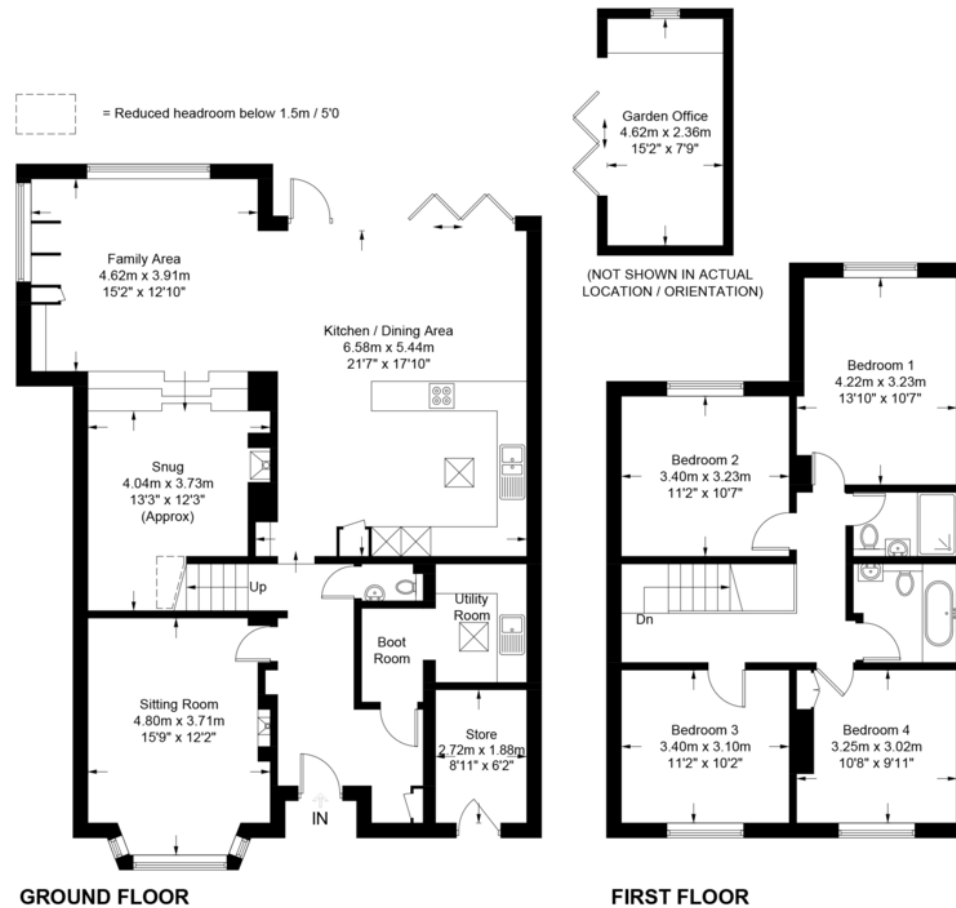 = Reduced headroom below 1.5m / 5'0
Garden Office
4.62m x 2.36m
15'2" x 7'9"
(NOT SHOWN IN ACTUAL
LOCATION / ORIENTATION)
Family Area
4.62m x 3.91m
15'2" x 12'10"
Kitchen / Dining Area
6.58m x 5.44m
21'7" x 17'10"
Snug
4.04m x 3.73m
13'3" x 12'3"
(Approx)
Up
Utility
Room
Boot
Room
Sitting Room
4.80m x 3.71m
15'9" x 12'2"
Store
2.72m x 1.88m
8'11" x 6'2"
IN
GROUND FLOOR
Bedroom 1
4.22m x 3.23m
13'10" x 10'7"
Bedroom 2
3.40m x 3.23m
11'2" x 10'7"
Dn
Bedroom 3
3.40m x 3.10m
11'2" x 10'2"
Bedroom 4
3.25m x 3.02m
10'8" x 9'11"
FIRST FLOOR